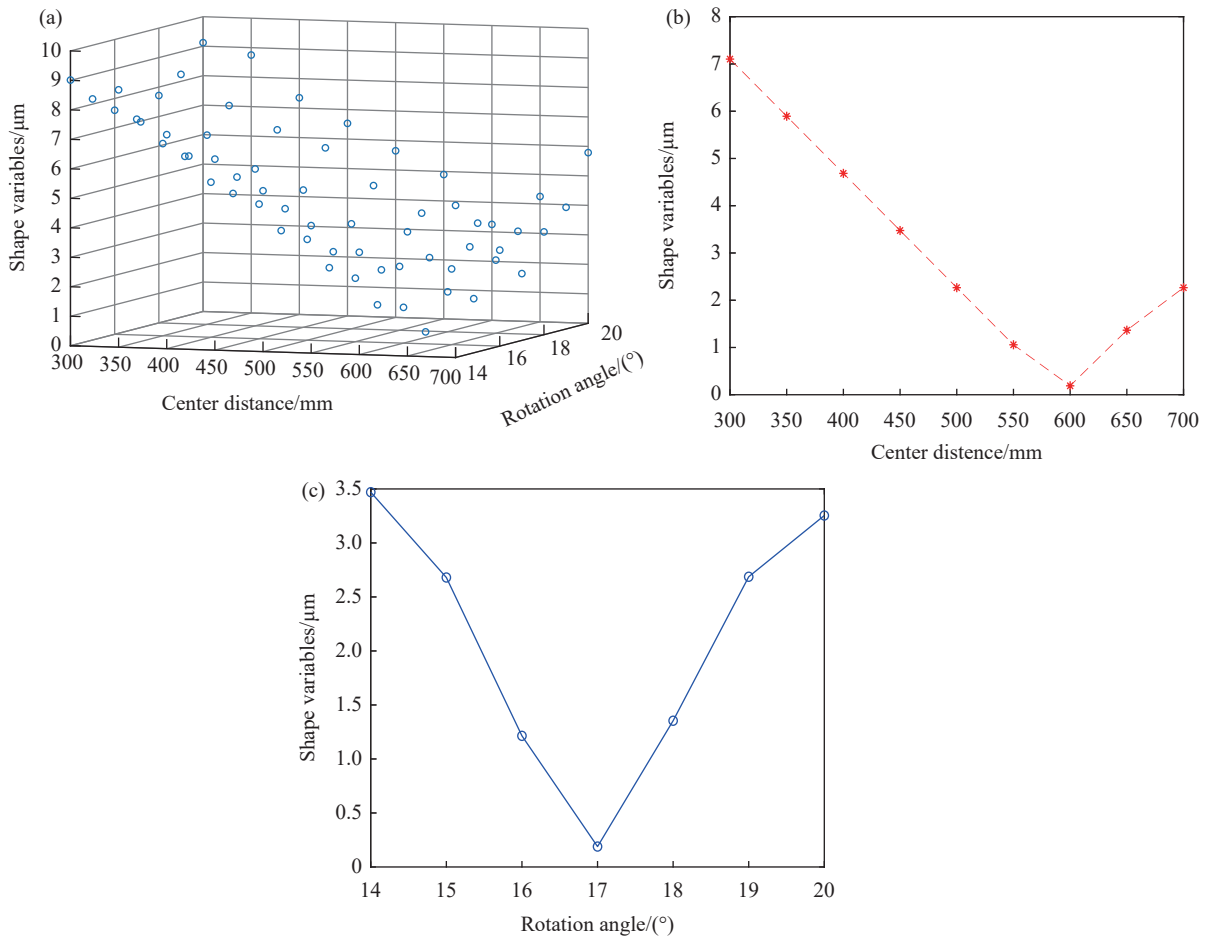 (a)
10
9
8
7
6
5
4
3
2
1
0
Shape variables/μm
300 350 400 450 500 550 600 650 700
Center distance/mm
14 16 18 20
Rotation angle/(°)
(b)
8
7
6
5
4
3
2
1
0
Shape variables/μm
300 350 400 450 500 550 600 650 700
Center distence/mm
(c)
3.5
3.0
2.5
2.0
1.5
1.0
0.5
0
Shape variables/μm
14 15 16 17 18 19 20
Rotation angle/(°)